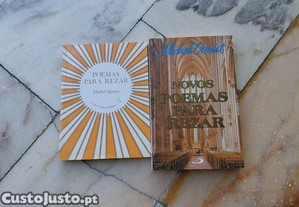 POEMAS
PARA REZAR
Michel Quoist
Michel Quoist
NOVOS
POEMAS
PARA
REZAR
CustoJusto.pt